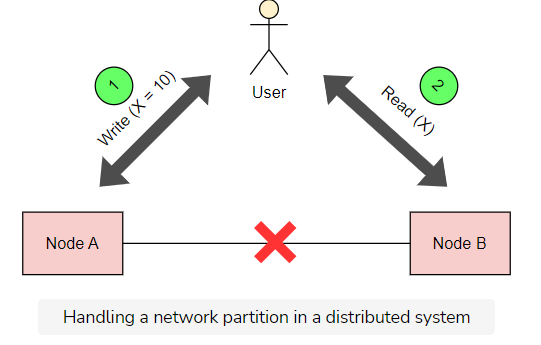 1
Write (X = 10)
User
2
Read (X)
Node A
Node B
Handling a network partition in a distributed system